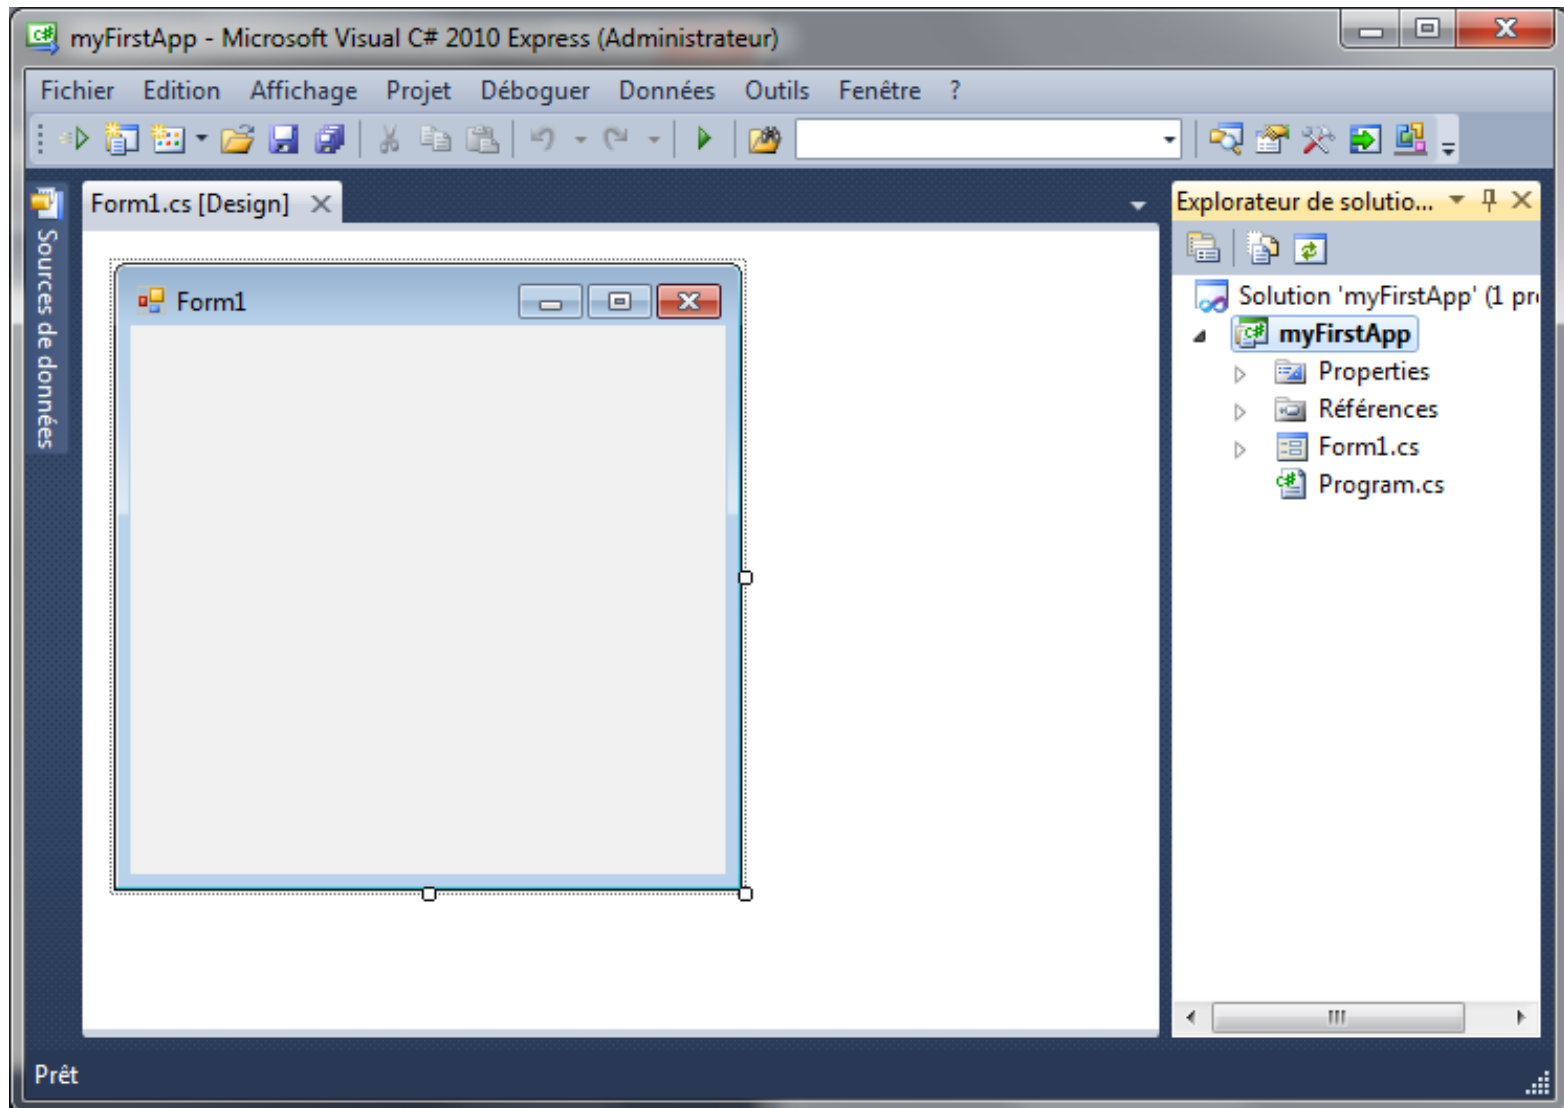 myFirstApp - Microsoft Visual C# 2010 Express (Administrateur)
Fichier Edition Affichage Projet Déboguer Données Outils Fenêtre ?
Sources de données
Form1.cs [Design]
Form1
Explorateur de solutio...
Solution 'myFirstApp' (1 pr
myFirstApp
Properties
Références
Form1.cs
Program.cs
Prêt